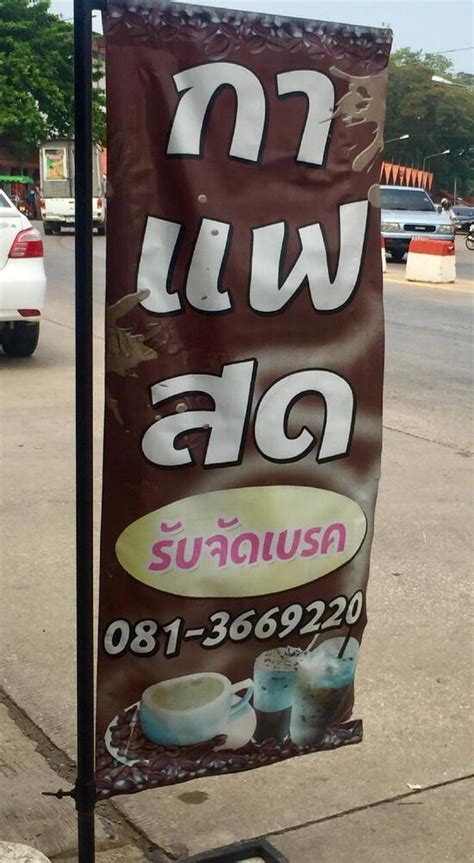 กา
แฟ
สด
รับจัดเบรค
081-3669220